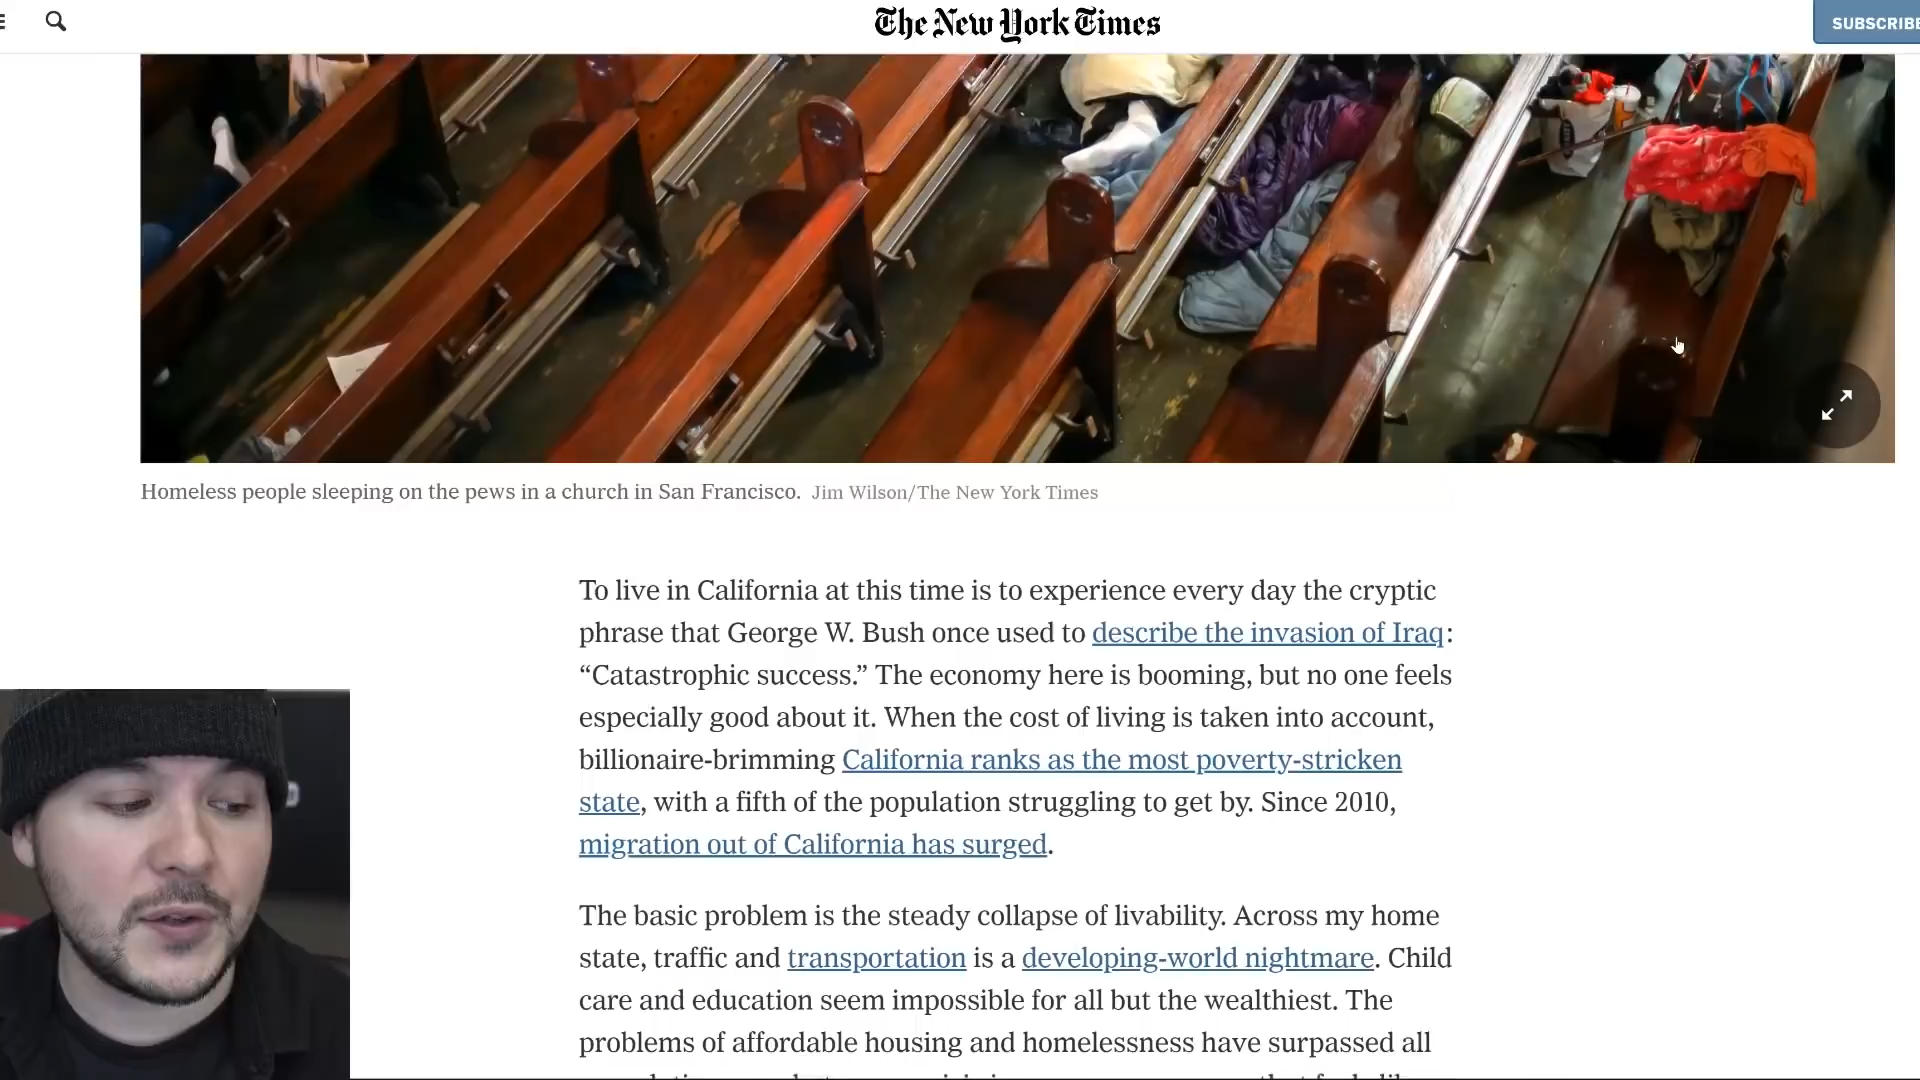 The New York Times
SUBSCRIBE
Homeless people sleeping on the pews in a church in San Francisco. Jim Wilson/The New York Times
To live in California at this time is to experience every day the cryptic
phrase that George W. Bush once used to describe the invasion of Iraq:
“Catastrophic success.” The economy here is booming, but no one feels
especially good about it. When the cost of living is taken into account,
billionaire-brimming California ranks as the most poverty-stricken
state, with a fifth of the population struggling to get by. Since 2010,
migration out of California has surged.
The basic problem is the steady collapse of livability. Across my home
state, traffic and transportation is a developing-world nightmare. Child
care and education seem impossible for all but the wealthiest. The
problems of affordable housing and homelessness have surpassed all